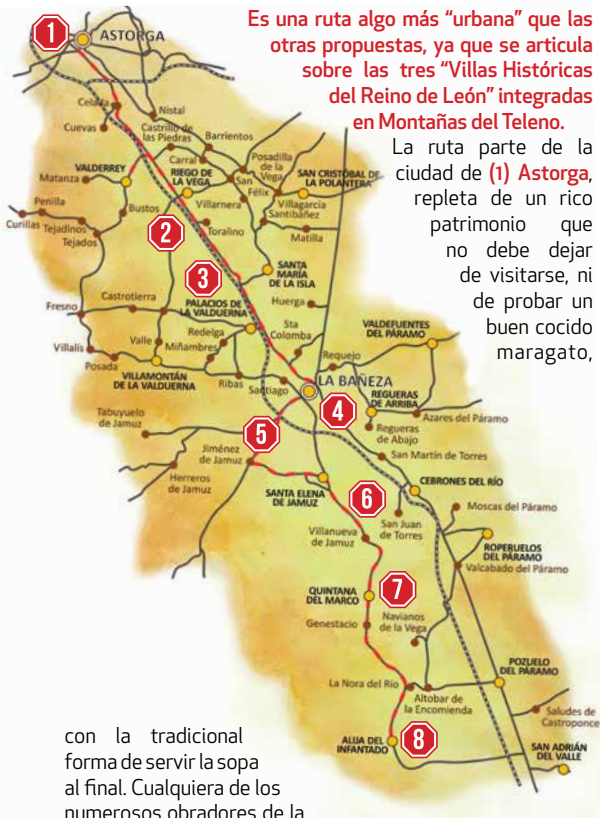 Es una ruta algo más “urbana” que las
otras propuestas, ya que se articula
sobre las tres “Villas Históricas
del Reino de León” integradas
en Montañas del Teleno.
La ruta parte de la
ciudad de (1) Astorga,
repleta de un rico
patrimonio que
no debe dejar
de visitarse, ni
de probar un
buen cocido
maragato,
con la tradicional
forma de servir la sopa
al final. Cualquiera de los
numerosos obradores de la
1
ASTORGA
Celada
Nistal
Cuevas
Castrillo de
las Piedras
Barrientos
Carral
Posadilla
de la
Vega
VALDERREY
Matanza
RIEGO DE
LA VEGA
San
Félix
SAN CRISTÓBAL DE
LA POLANTERA
Villagarcía
Penilla
Villarnera
Santibáñez
Curillas
Tejadinos
Bustos
Tejados
2
Toralino
Matilla
3
SANTA
MARÍA
DE LA ISLA
Fresno
Castrotierra
PALACIOS DE
LA VALDUERNA
Huerga
Redelga
Sta
Colomba
VALDEFUENTES
DEL PÁRAMO
Villalís
Valle
Miñambres
Posada
Requejo
VILLAMONTÁN
DE LA VALDUERNA
Ribas
Santiago
LA BAÑEZA
REGUERAS
DE ARRIBA
Tabuyuelo
de Jamuz
4
Azares del Páramo
Regueras
de Abajo
5
Jiménez
de Jamuz
San Martín de Torres
Herreros
de Jamuz
CEBRONES DEL RÍO
SANTA ELENA
DE JAMUZ
6
Moscas del Páramo
San Juan
de Torres
Villanueva
de Jamuz
ROPERUELOS
DEL PÁRAMO
Valcabado del Páramo
7
QUINTANA
DEL MARCO
Navianos
de la Vega
Genestacio
POZUELO
DEL PÁRAMO
La Nora del Río
Altobar de
la Encomienda
Saludes de
Castroponce
8
ALIJA DEL
INFANTADO
SAN ADRIÁN
DEL VALLE